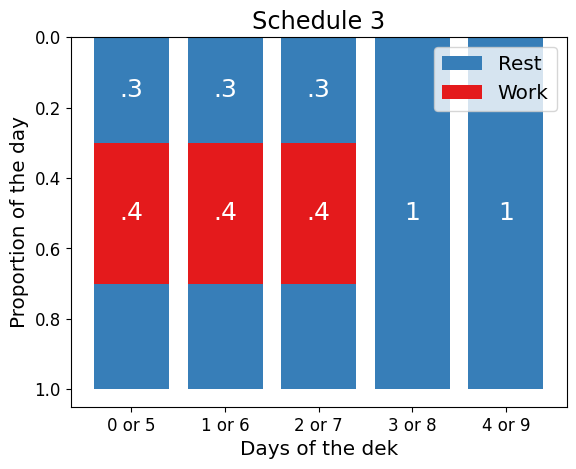 Schedule 3
Proportion of the day
0.0
0.2
0.4
0.6
0.8
1.0
Rest
Work
.3 .3 .3
.4 .4 .4 1 1
0 or 5 1 or 6 2 or 7 3 or 8 4 or 9
Days of the dek